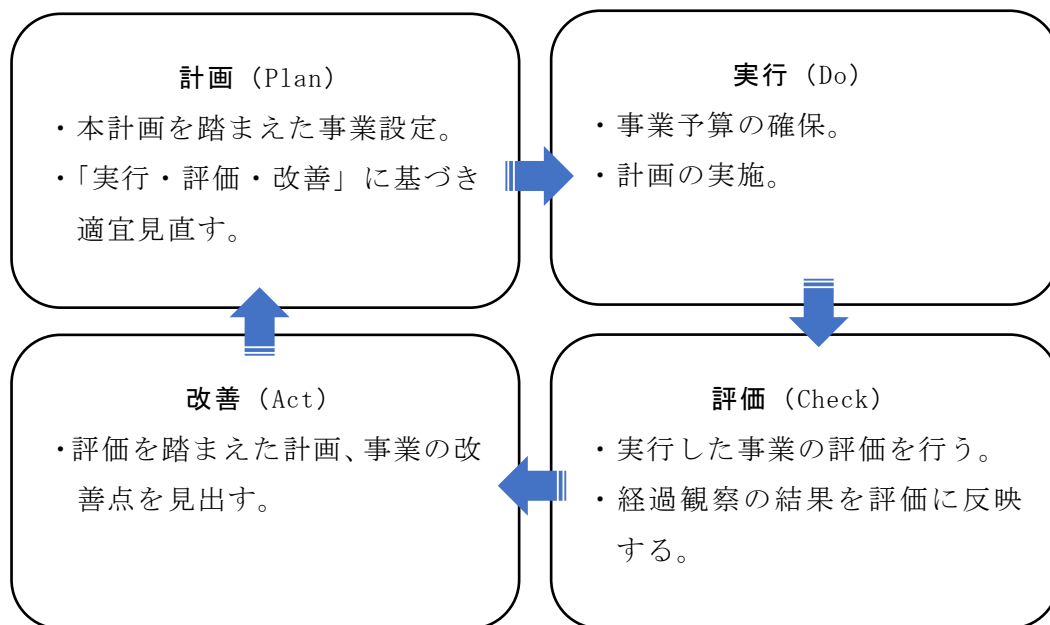 計画（Plan）
・本計画を踏まえた事業設定。
・「実行・評価・改善」に基づき
適宜見直す。
実行（Do）
・事業予算の確保。
・計画の実施。
改善（Act）
・評価を踏まえた計画、事業の改
善点を見出す。
評価（Check）
・実行した事業の評価を行う。
・経過観察の結果を評価に反映
する。